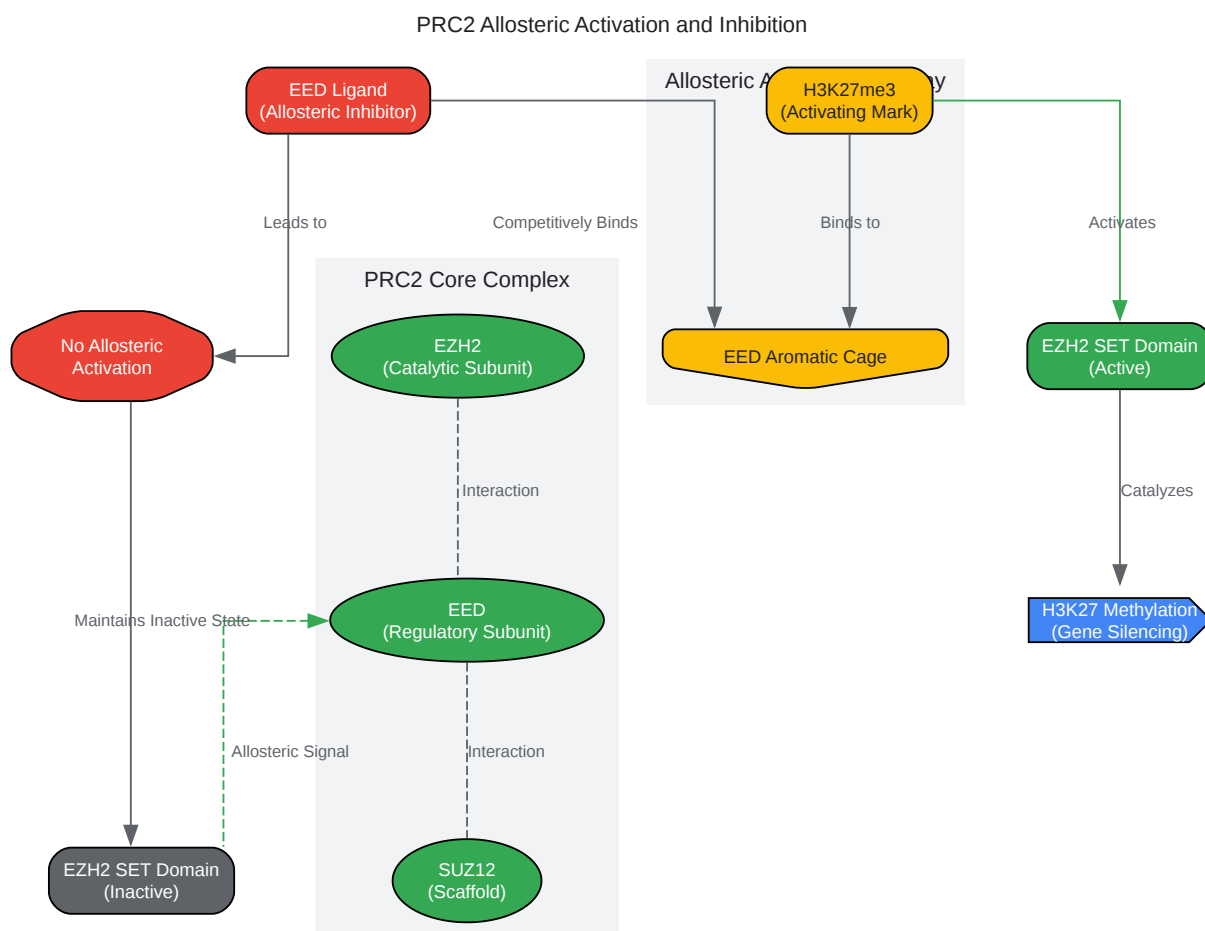 PRC2 Allosteric Activation and Inhibition
EED Ligand
(Allosteric Inhibitor)
Allosteric
H3K27me3
(Activating Mark)
Leads to
Competitively Binds
Binds to
Activates
PRC2 Core Complex
No Allosteric
Activation
EZH2
(Catalytic Subunit)
EED Aromatic Cage
EZH2 SET Domain
(Active)
Interaction
Catalyzes
Maintains Inactive State
EED
(Regulatory Subunit)
H3K27 Methylation
(Gene Silencing)
Allosteric Signal
Interaction
EZH2 SET Domain
(Inactive)
SUZ12
(Scaffold)